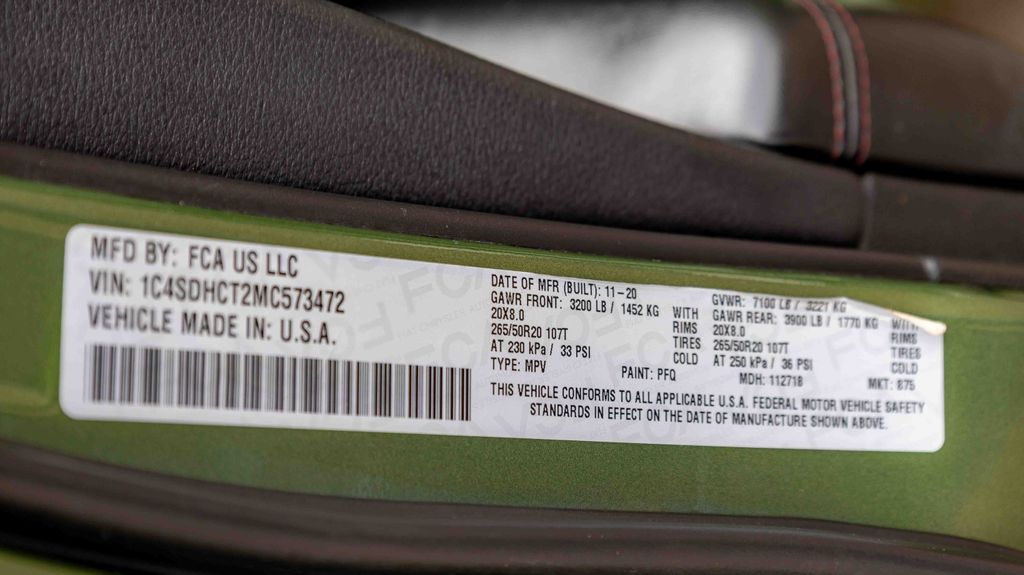 MFD BY: FCA US LLC
VIN: 1C4SDHCT2MC573472
VEHICLE MADE IN: U.S.A.
DATE OF MFR (BUILT): 11-20 GVWR: 7100 LB / 3221 KG
GAWR FRONT: 3200 LB / 1452 KG WITH GAWR REAR: 3900 LB / 1770 KG WITH
20X8.0 RIMS 20X8.0 RIMS
265/50R20 107T TIRES 265/50R20 107T TIRES
AT 230 kPa / 33 PSI COLD AT 250 kPa / 36 PSI COLD
TYPE: MPV PAINT: PFQ MDH: 112718 MKT: 875
THIS VEHICLE CONFORMS TO ALL APPLICABLE U.S.A. FEDERAL MOTOR VEHICLE SAFETY
STANDARDS IN EFFECT ON THE DATE OF MANUFACTURE SHOWN ABOVE.